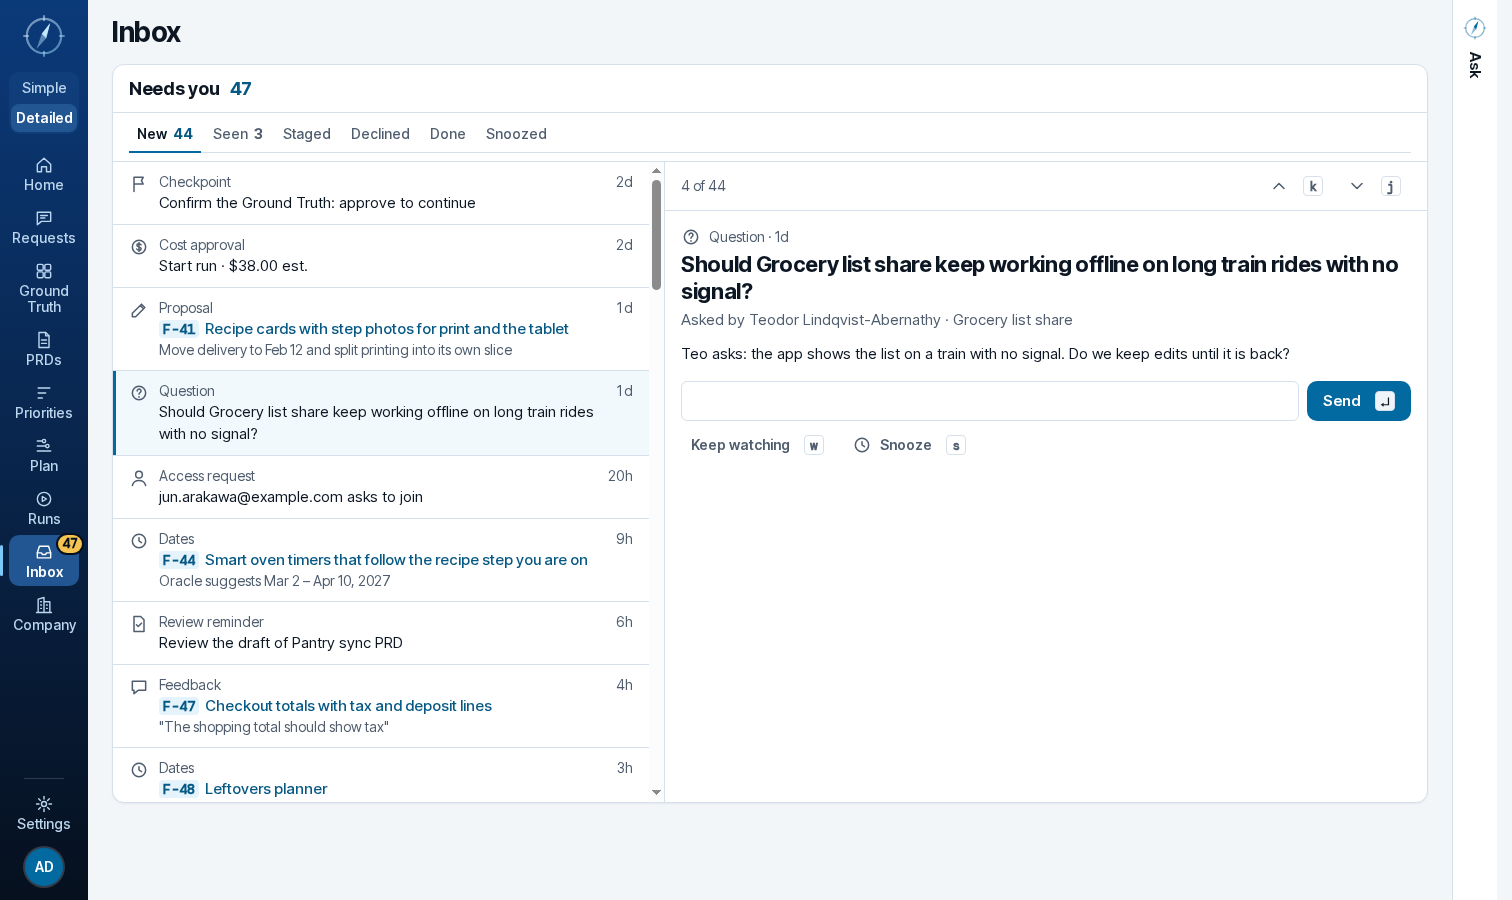 Simple
Detailed
Home
Requests
Ground
Truth
PRDs
Priorities
Plan
Runs
47
Inbox
Company
Settings
AD
Inbox
Needs you 47
New 44 Seen 3 Staged Declined Done Snoozed
Checkpoint 2d
Confirm the Ground Truth: approve to continue
Cost approval 2d
Start run · $38.00 est.
Proposal 1d
F-41 Recipe cards with step photos for print and the tablet
Move delivery to Feb 12 and split printing into its own slice
Question 1d
Should Grocery list share keep working offline on long train rides
with no signal?
Access request 20h
jun.arakawa@example.com asks to join
Dates 9h
F-44 Smart oven timers that follow the recipe step you are on
Oracle suggests Mar 2 – Apr 10, 2027
Review reminder 6h
Review the draft of Pantry sync PRD
Feedback 4h
F-47 Checkout totals with tax and deposit lines
"The shopping total should show tax"
Dates 3h
F-48 Leftovers planner
4 of 44 k j
Question · 1d
Should Grocery list share keep working offline on long train rides with no
signal?
Asked by Teodor Lindqvist-Abernathy · Grocery list share
Teo asks: the app shows the list on a train with no signal. Do we keep edits until it is back?
Send
Keep watching w Snooze s
Ask